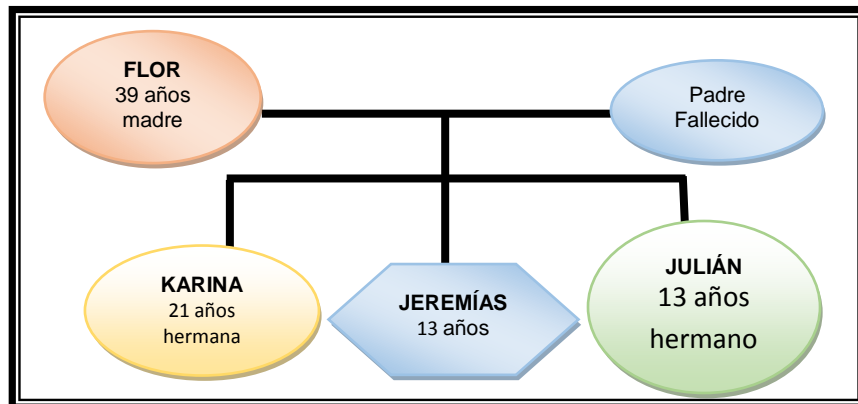 FLOR
39 años
madre
Padre
Fallecido
KARINA
21 años
hermana
JEREMÍAS
13 años
JULIÁN
13 años
hermano